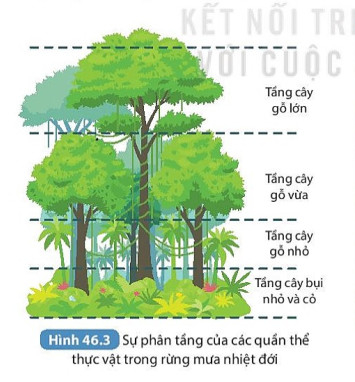 KẾT NỐI TRI
VỚI CUỘC
Tầng cây
gỗ lớn
Tầng cây
gỗ vừa
Tầng cây
gỗ nhỏ
Tầng cây bụi
nhỏ và cỏ
Hình 46.3 Sự phân tầng của các quần thể
thực vật trong rừng mưa nhiệt đới